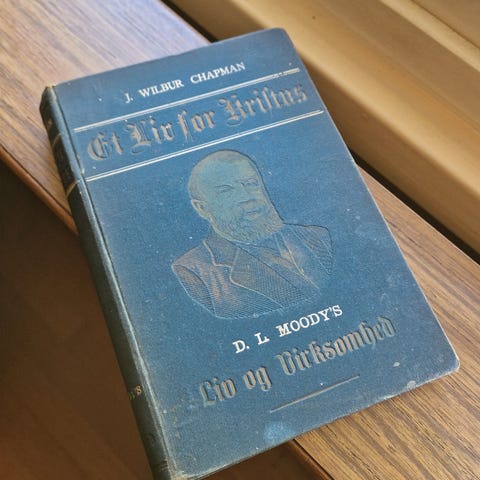 J. WILBUR CHAPMAN
Et Liv for Kristus
D. L. MOODY'S
Liv og Virksomhed